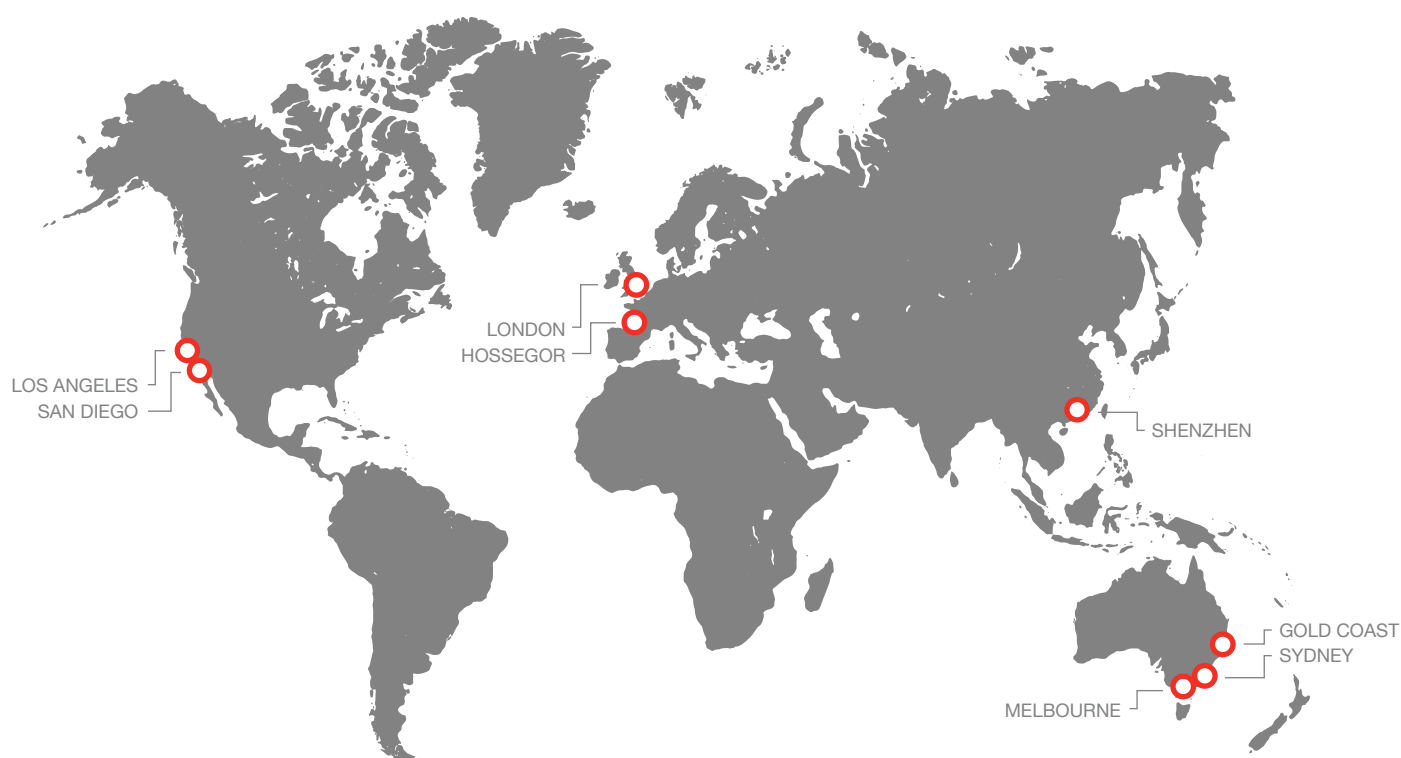 LONDON
HOSSEGOR
LOS ANGELES
SAN DIEGO
SHENZHEN
GOLD COAST
SYDNEY
MELBOURNE